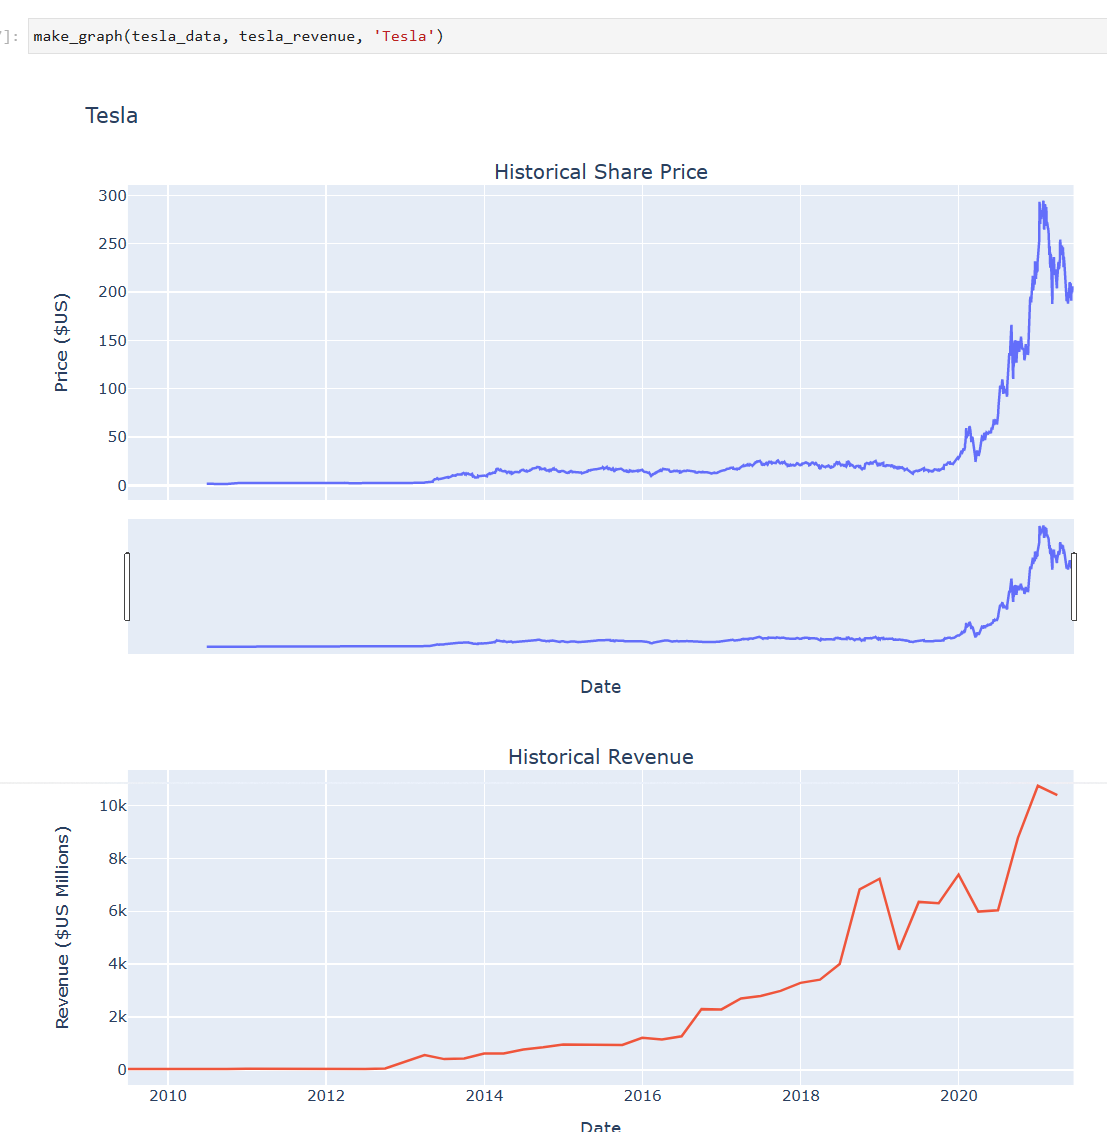 ]: make_graph(tesla_data, tesla_revenue, 'Tesla')
Tesla
Historical Share Price
300
250
200
150
100
50
0
Price ($US)
Date
Historical Revenue
10k
8k
6k
4k
2k
0
Revenue ($US Millions)
2010 2012 2014 2016 2018 2020
Date